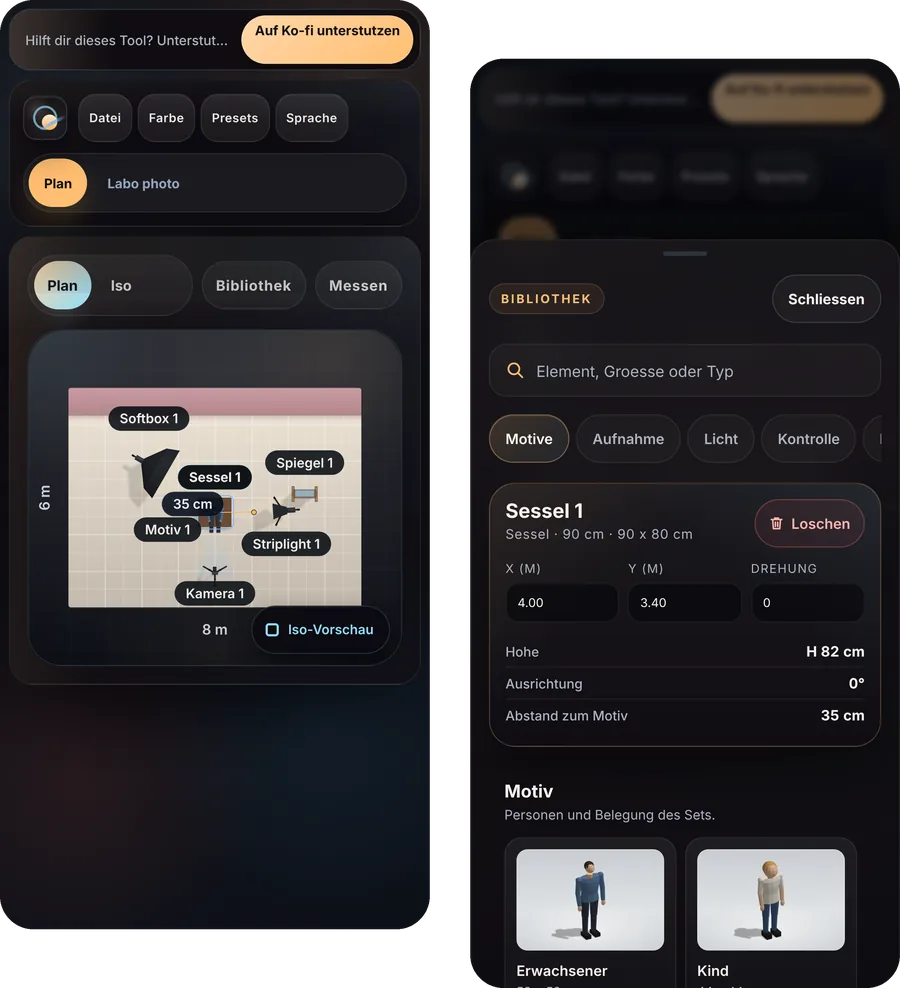 Hilft dir dieses Tool? Unterstut...
Auf Ko-fi unterstutzen
Datei
Farbe
Presets
Sprache
Plan
Labo photo
Plan
Iso
Bibliothek
Messen
Softbox 1
Spiegel 1
Sessel 1
35 cm
Motiv 1
Striplight 1
Kamera 1
6 m
8 m
Iso-Vorschau
BIBLIOTHEK
Schliessen
Element, Groesse oder Typ
Motive
Aufnahme
Licht
Kontrolle
Sessel 1
Sessel · 90 cm · 90 x 80 cm
Loschen
X (M)
Y (M)
DREHUNG
4.00
3.40
0
Hohe
H 82 cm
Ausrichtung
0°
Abstand zum Motiv
35 cm
Motiv
Personen und Belegung des Sets.
Erwachsener
Kind